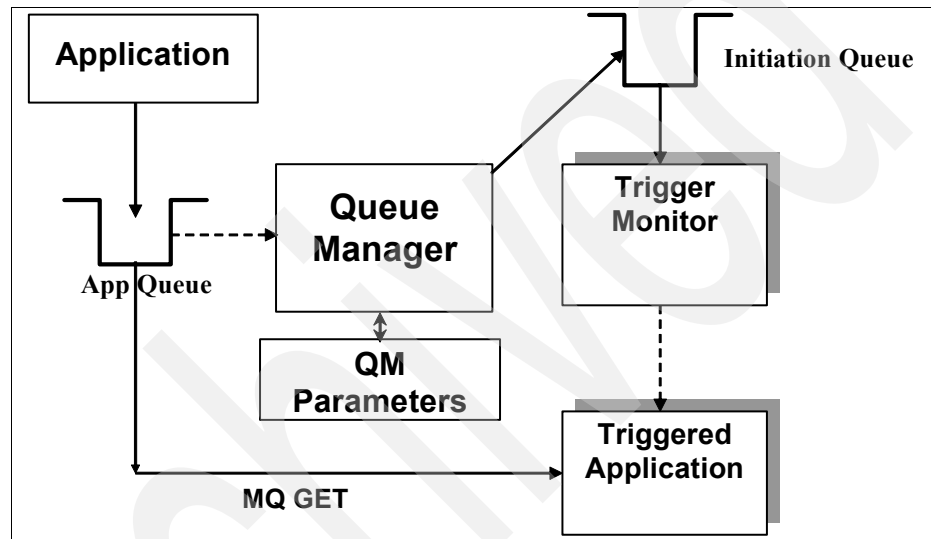 Application
Initiation Queue
Trigger
Monitor
Queue
Manager
App Queue
QM
Parameters
Triggered
Application
MQ GET